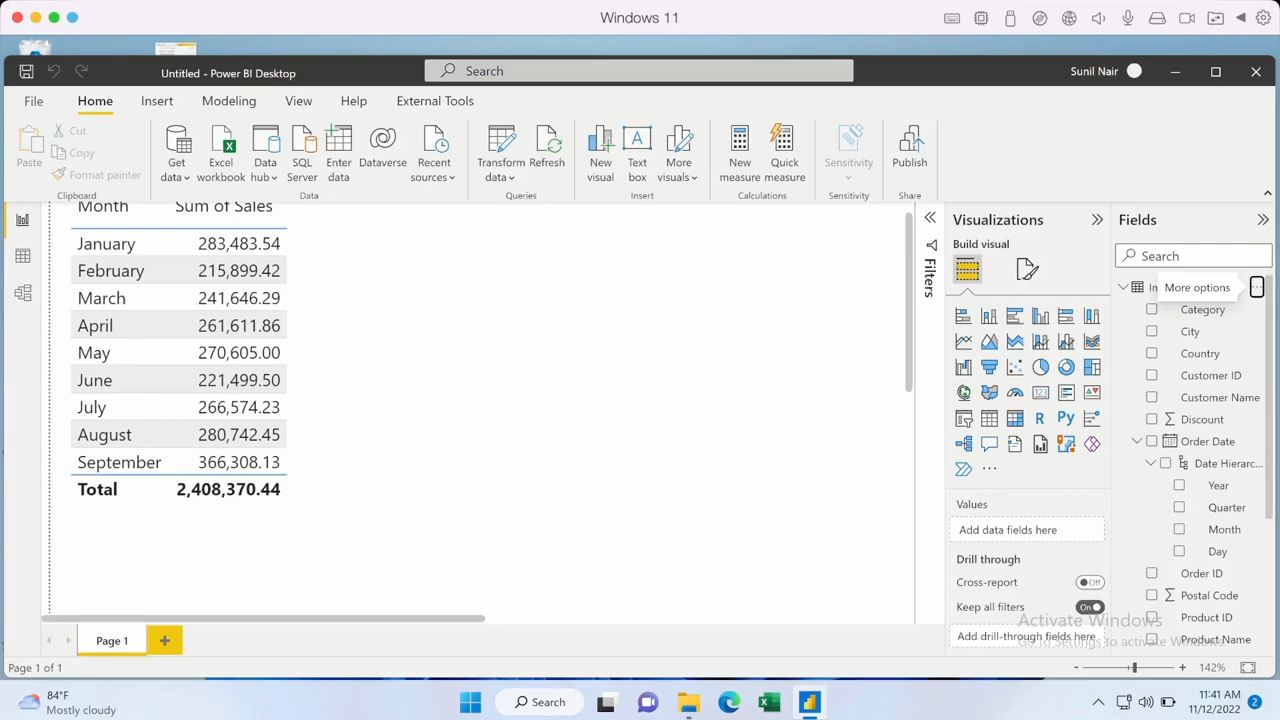 Windows 11
Untitled - Power BI Desktop
Search
Sunil Nair
File Home Insert Modeling View Help External Tools
Paste
Cut
Copy
Format painter
Get data
Excel workbook
Data hub
SQL Server
Enter data
Dataverse
Recent sources
Transform data
Refresh
New visual
A
Text box
More visuals
New measure
Quick measure
Sensitivity
Publish
Clipboard
Data
Queries
Insert
Calculations
Sensitivity
Share
Month Sum of Sales
January 283,483.54
February 215,899.42
March 241,646.29
April 261,611.86
May 270,605.00
June 221,499.50
July 266,574.23
August 280,742.45
September 366,308.13
Total 2,408,370.44
Filters
Visualizations
Build visual
123
R
Py
...
Values
Add data fields here
Drill through
Cross-report
Off
Keep all filters
On
Add drill-through fields here
Fields
Search
More options
Category
City
Country
Customer ID
Customer Name
Discount
Order Date
Date Hierarc...
Year
Quarter
Month
Day
Order ID
Postal Code
Product ID
Product Name
Activate Windows
Go to Settings to activate Windows.
Page 1
Page 1 of 1
142%
84°F
Mostly cloudy
Search
11:41 AM
11/12/2022
2